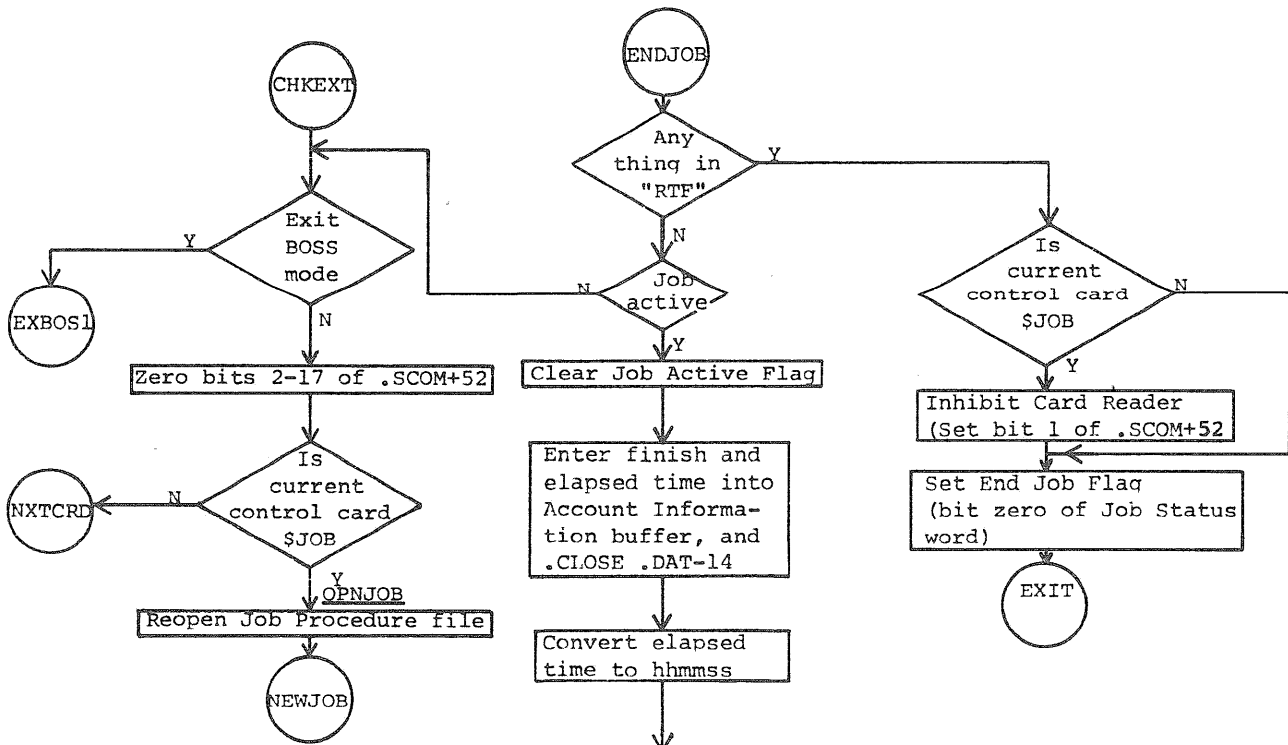 CHKEXT
Exit
BOSS
mode
Y
EXBOS1
N
Zero bits 2-17 of .SCOM+52
Is
current
control card
$JOB
N
NXTCRD
Y
OPNJOB
Reopen Job Procedure file
NEWJOB
ENDJOB
Any
thing in
"RTF"
Y
N
Job
active
N
Y
Clear Job Active Flag
Enter finish and
elapsed time into
Account Informa-
tion buffer, and
.CLOSE .DAT-14
Convert elapsed
time to hhmmss
Is
current
control card
$JOB
N
Y
Inhibit Card Reader
(Set bit 1 of .SCOM+52
Set End Job Flag
(bit zero of Job Status
word)
EXIT